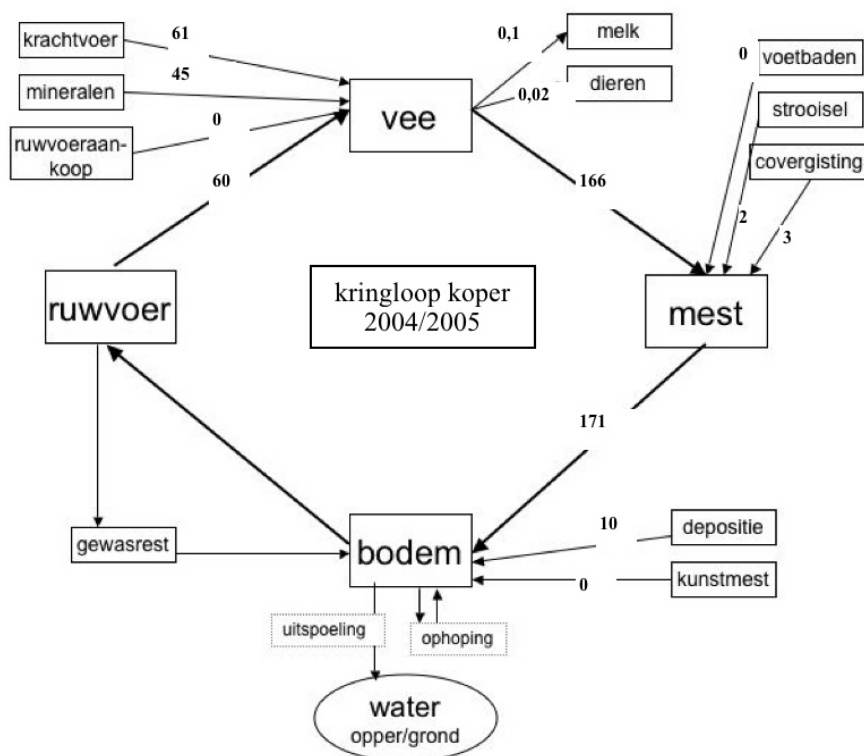 krachtvoer
61
0,1
melk
mineralen
45
0
voetbaden
vee
0,02
dieren
strooisel
ruwvoeraan-
koop
0
covergisting
60
166
2
3
ruwvoer
kringloop koper
2004/2005
mest
171
gewasrest
bodem
10
depositie
0
kunstmest
uitspoeling
ophoping
water
opper/grond